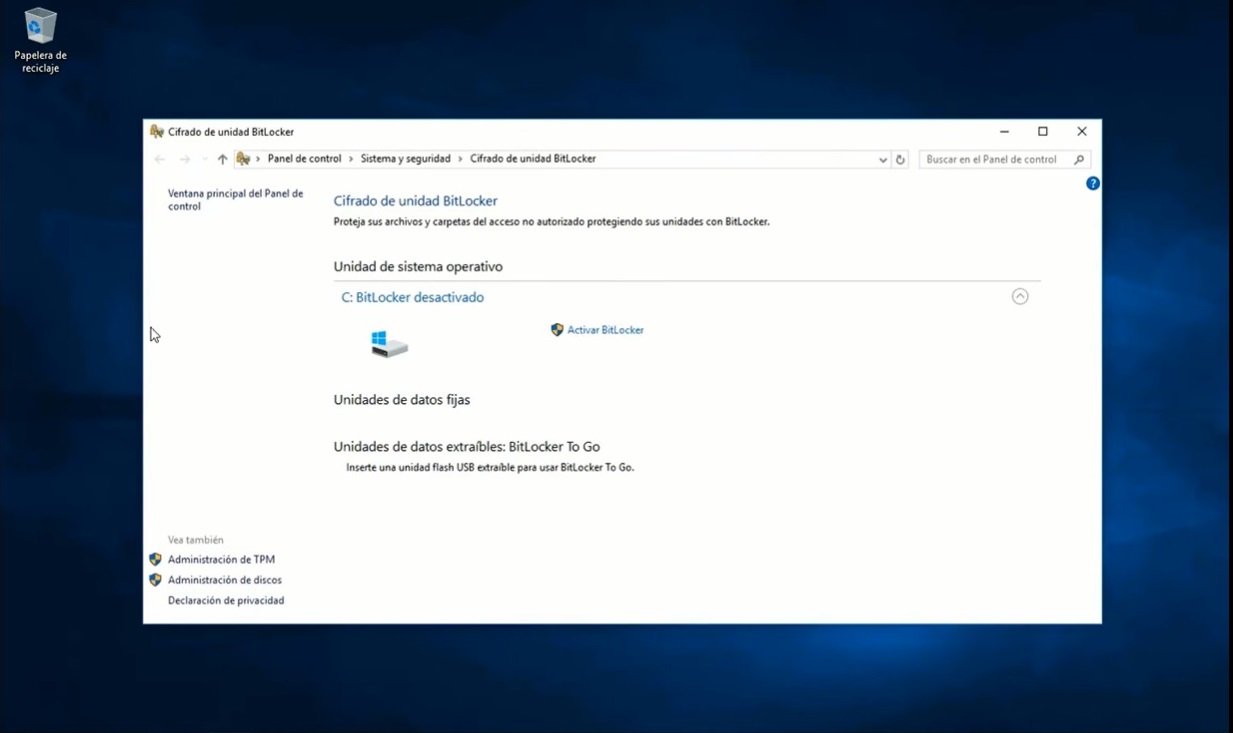 Papelera de
reciclaje
Cifrado de unidad BitLocker
Panel de control > Sistema y seguridad > Cifrado de unidad BitLocker
Buscar en el Panel de control
?
Ventana principal del Panel de
control
Cifrado de unidad BitLocker
Proteja sus archivos y carpetas del acceso no autorizado protegiendo sus unidades con BitLocker.
Unidad de sistema operativo
C: BitLocker desactivado
Activar BitLocker
Unidades de datos fijas
Unidades de datos extraíbles: BitLocker To Go
Inserte una unidad flash USB extraíble para usar BitLocker To Go.
Vea también
Administración de TPM
Administración de discos
Declaración de privacidad